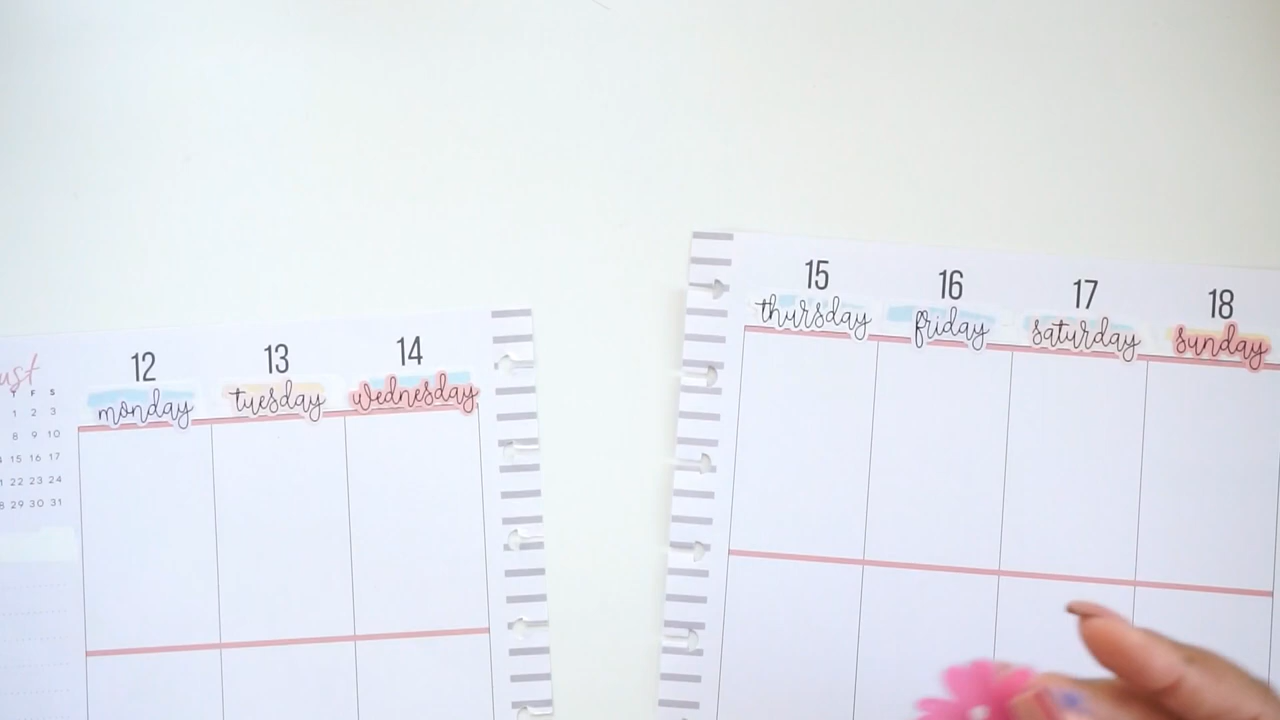 ust
T F S
1 2 3
8 9 10
15 16 17
22 23 24
29 30 31
12 13 14
monday tuesday wednesday
15 16 17 18
thursday friday saturday sunday